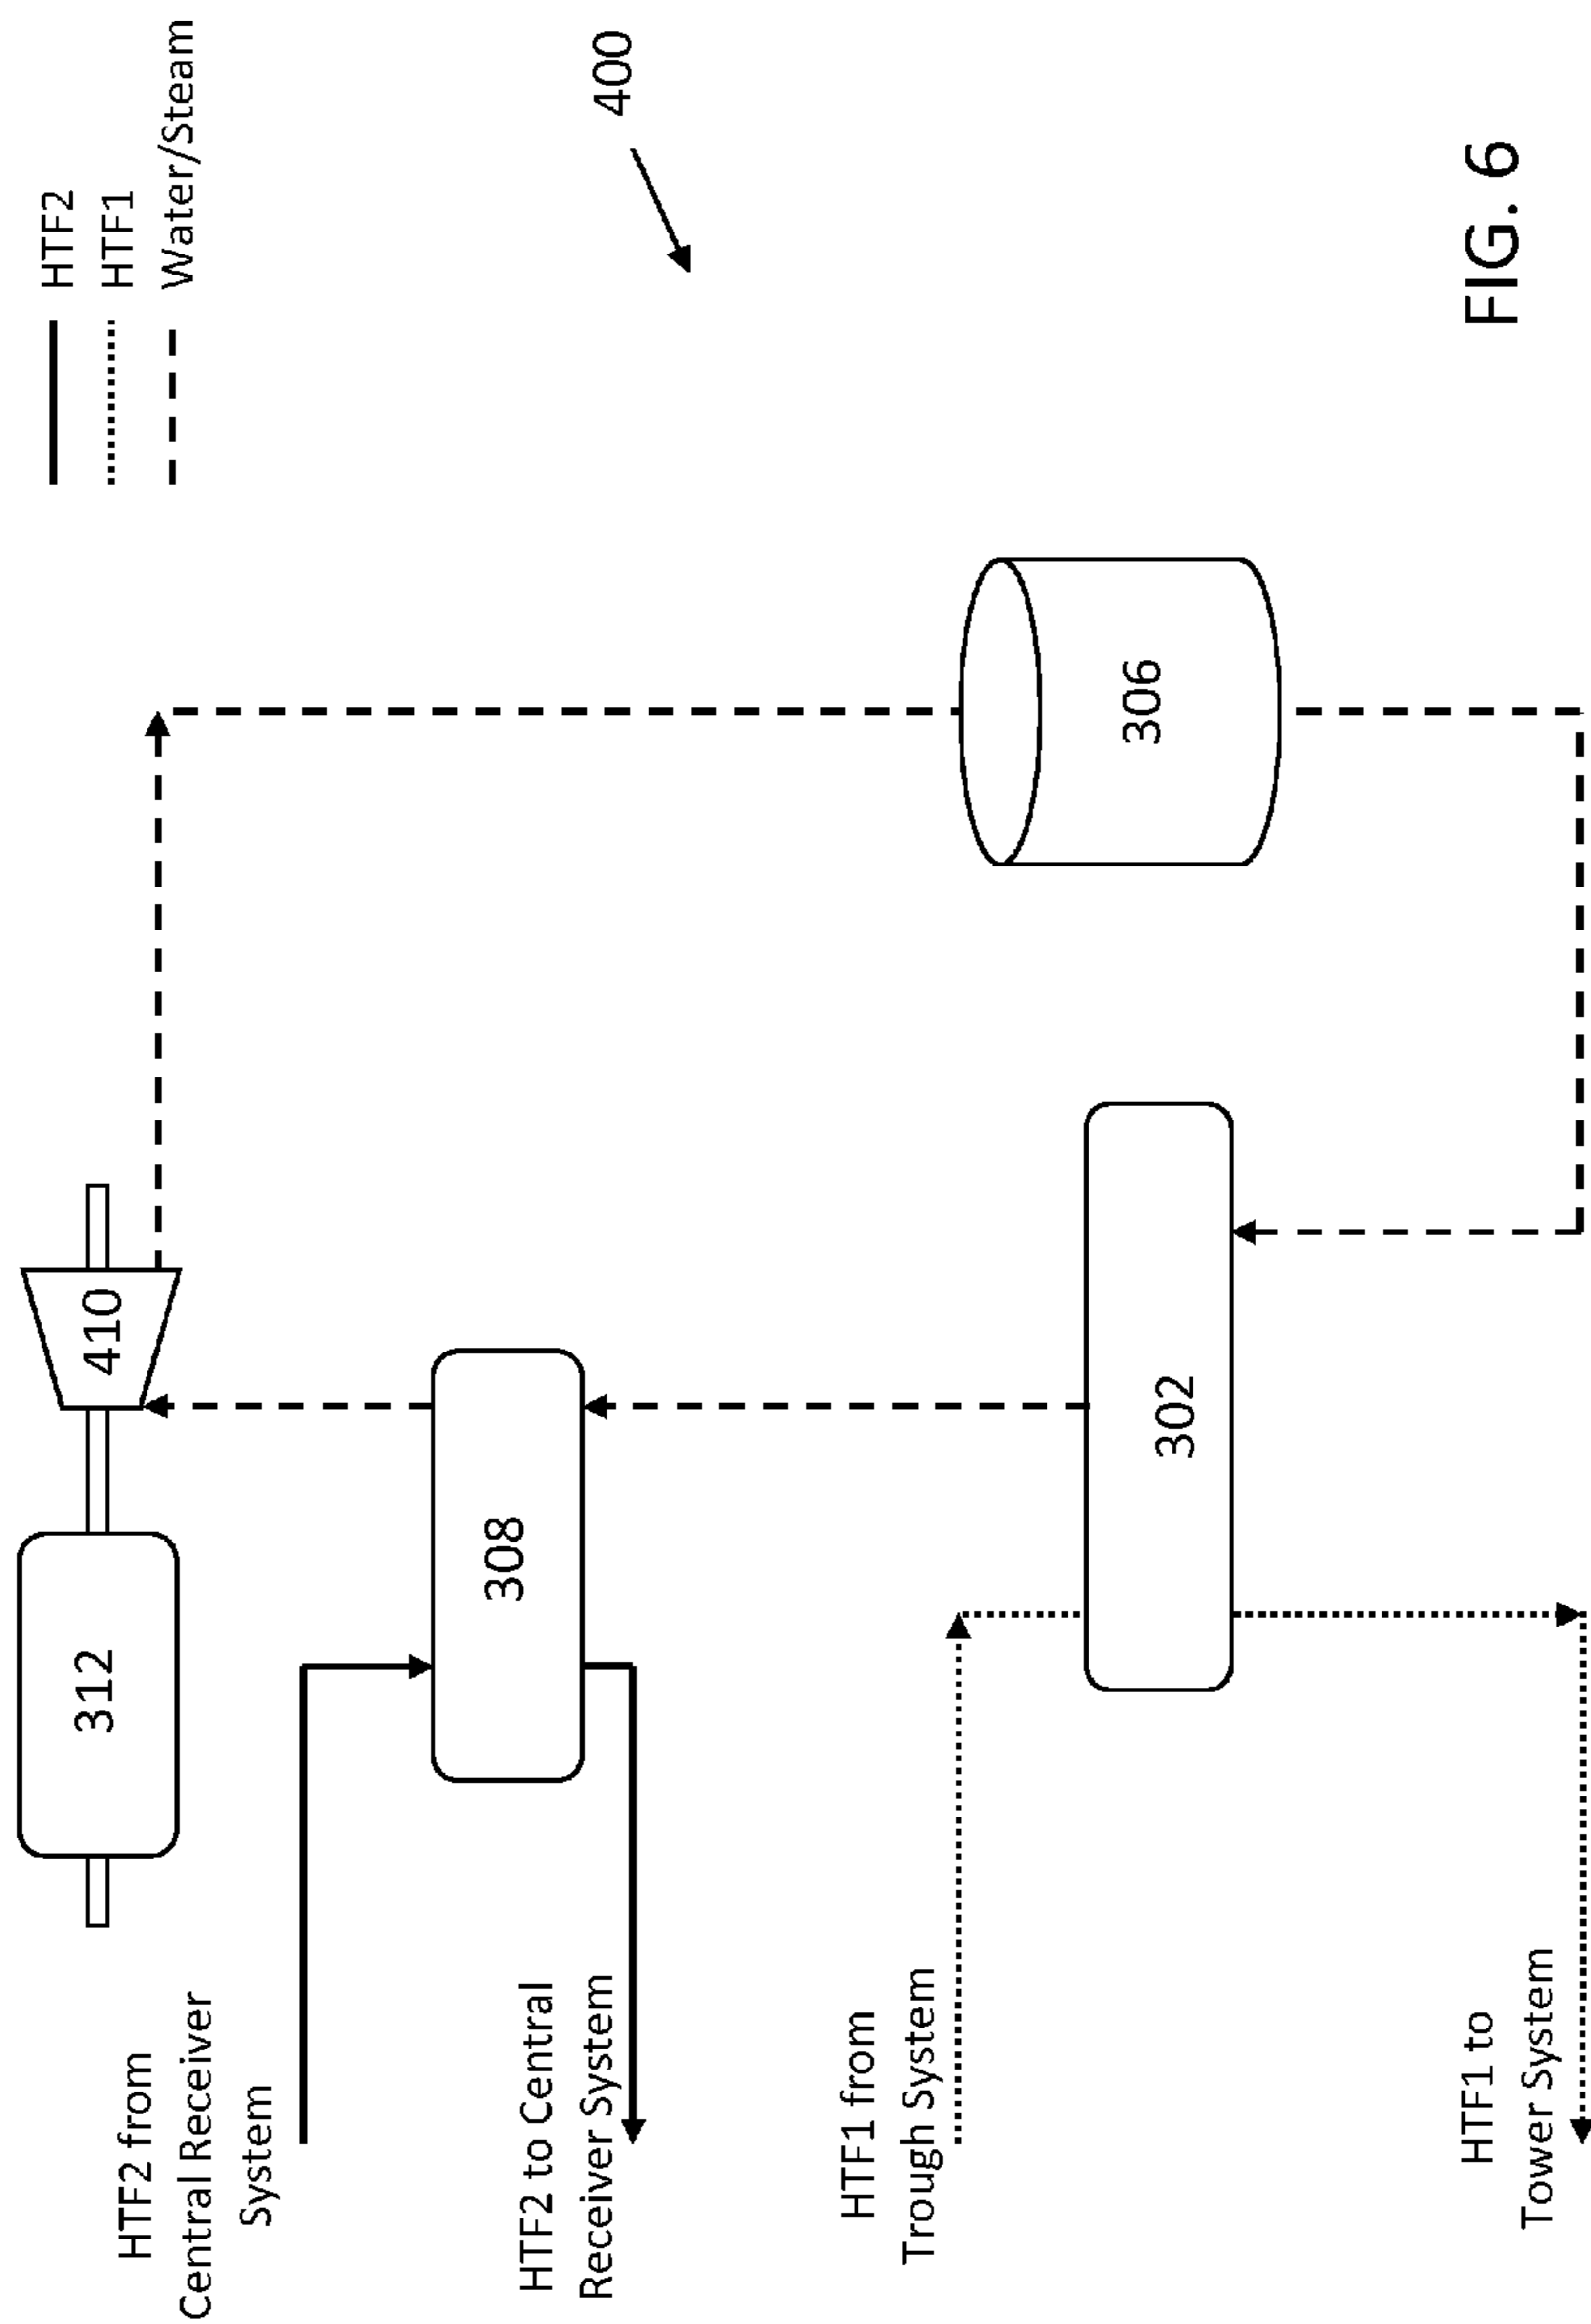 HTF2
HTF1
Water/Steam
400
312
410
HTF2 from
Central Receiver
System
308
HTF2 to Central
Receiver System
HTF1 from
Trough System
302
306
HTF1 to
Tower System
FIG. 6